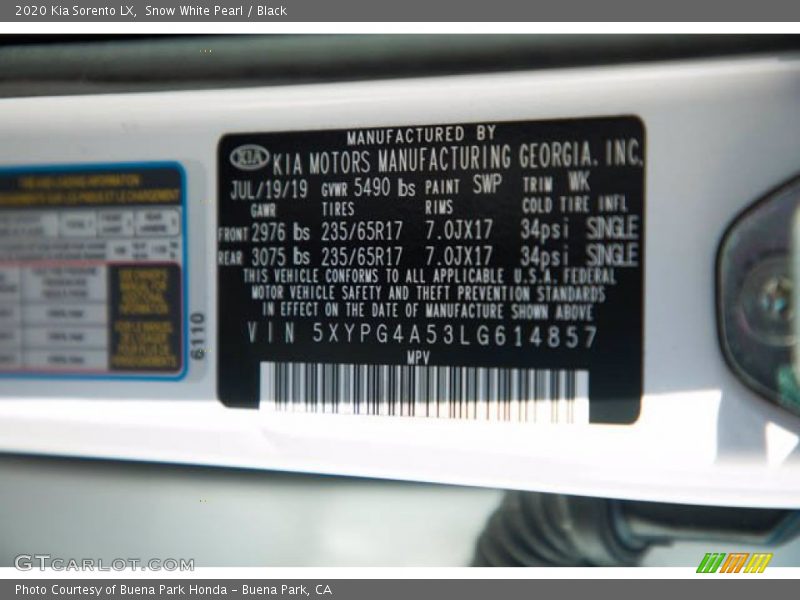 2020 Kia Sorento LX, Snow White Pearl / Black
MANUFACTURED BY
KIA KIA MOTORS MANUFACTURING GEORGIA, INC.
JUL/19/19 GVWR 5490 lbs PAINT SWP TRIM WK
GAWR TIRES RIMS COLD TIRE INFL
FRONT 2976 lbs 235/65R17 7.0JX17 34psi SINGLE
REAR 3075 lbs 235/65R17 7.0JX17 34psi SINGLE
THIS VEHICLE CONFORMS TO ALL APPLICABLE U.S.A. FEDERAL
MOTOR VEHICLE SAFETY AND THEFT PREVENTION STANDARDS
IN EFFECT ON THE DATE OF MANUFACTURE SHOWN ABOVE
VIN 5XYPG4A53LG614857
MPV
6110
GTCarLot.com
Photo Courtesy of Buena Park Honda - Buena Park, CA